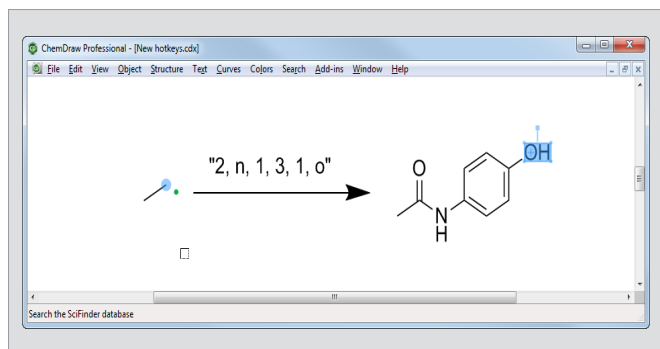 ChemDraw Professional - [New hotkeys.cdx]
File Edit View Object Structure Text Curves Colors Search Add-ins Window Help
"2, n, 1, 3, 1, o"
OH
O
N
H
Search the SciFinder database